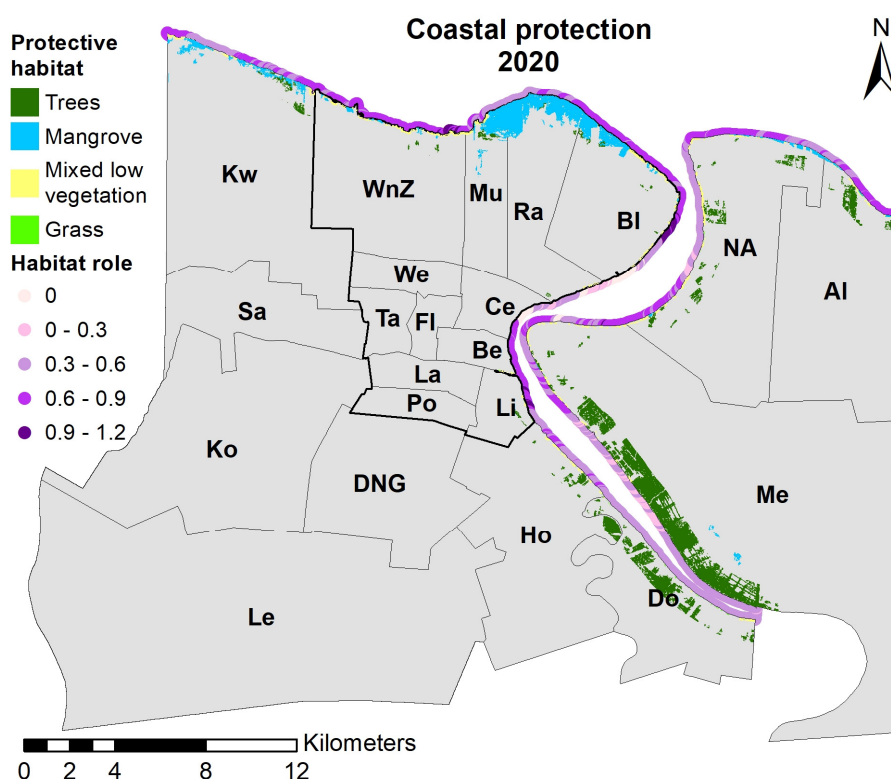 Coastal protection
2020
N
Protective
habitat
Trees
Mangrove
Mixed low
vegetation
Grass
Habitat role
0
0 - 0.3
0.3 - 0.6
0.6 - 0.9
0.9 - 1.2
Kw
WnZ
Mu
Ra
Bl
NA
Al
We
Sa
Ta
Fl
Ce
Be
La
Po
Li
Ko
DNG
Ho
Me
Do
Le
Kilometers
0 2 4 8 12